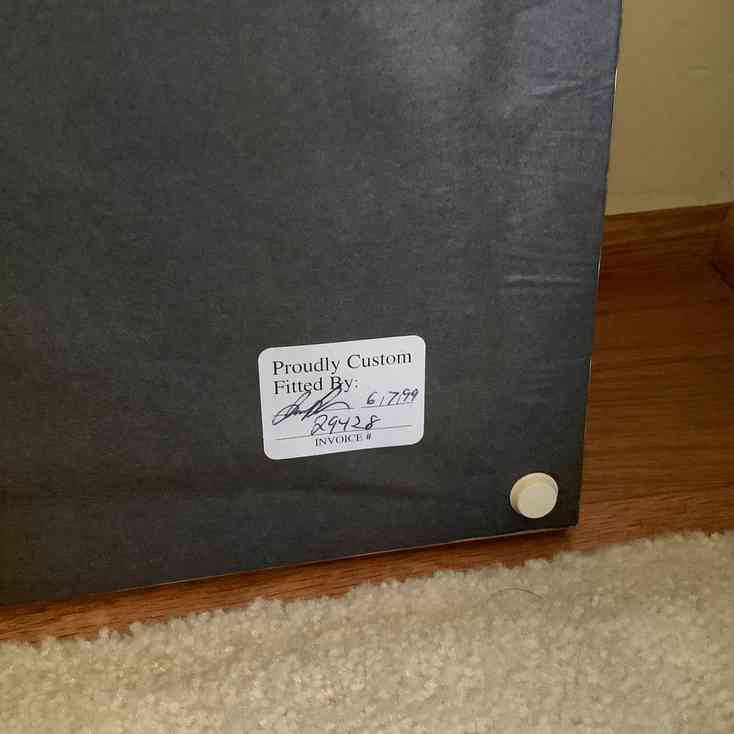 Proudly Custom
Fitted By:
6/7/99
29428
INVOICE #